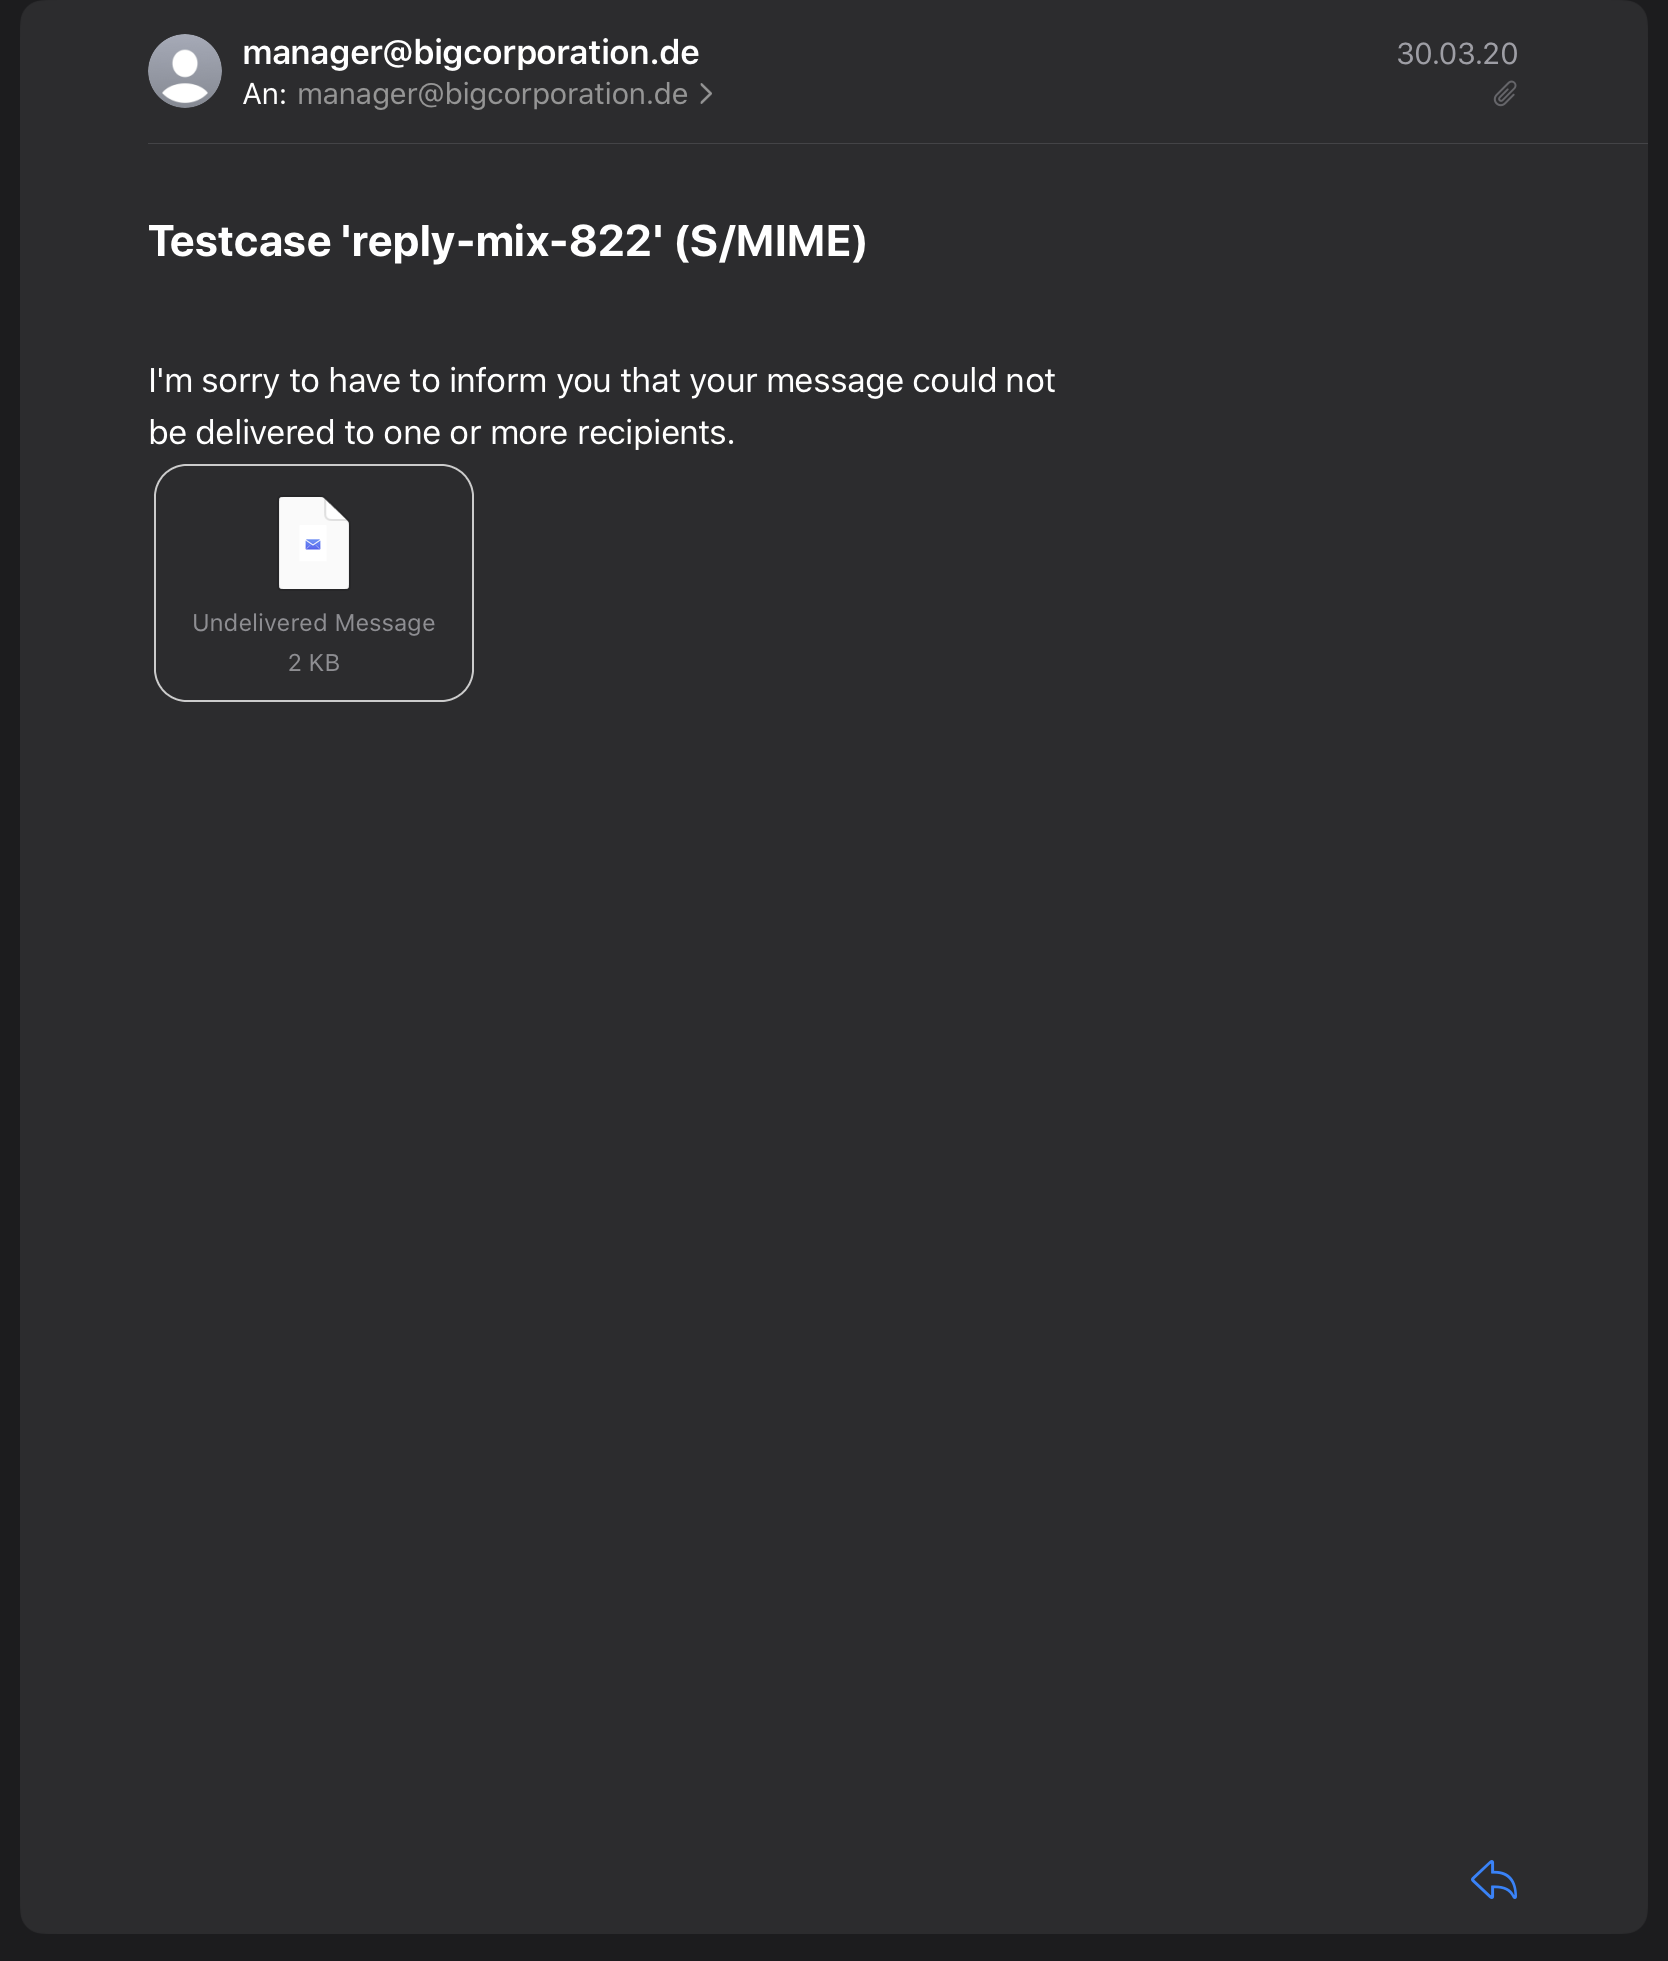 manager@bigcorporation.de
30.03.20
An: manager@bigcorporation.de
Testcase 'reply-mix-822' (S/MIME)
I'm sorry to have to inform you that your message could not
be delivered to one or more recipients.
Undelivered Message
2 KB